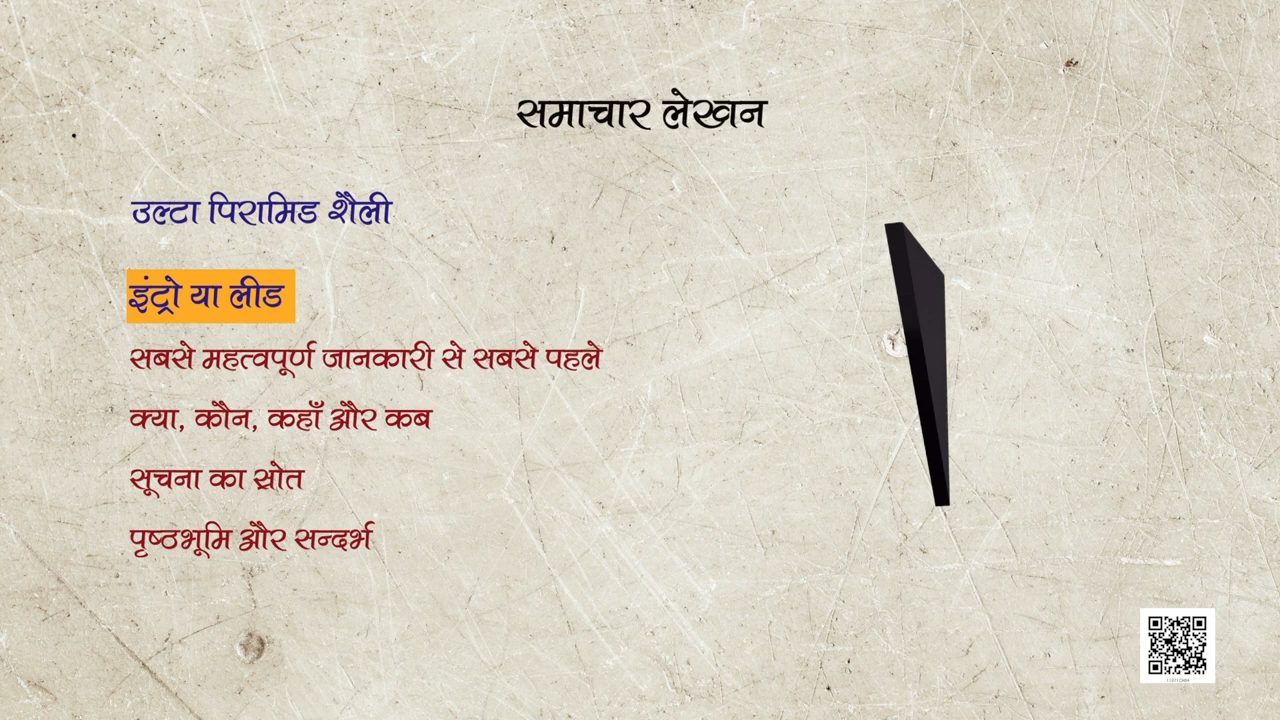 समाचार लेखन
उल्टा पिरामिड शैली
इंट्रो या लीड
सबसे महत्वपूर्ण जानकारी से सबसे पहले
क्या, कौन, कहाँ और कब
सूचना का स्रोत
पृष्ठभूमि और सन्दर्भ